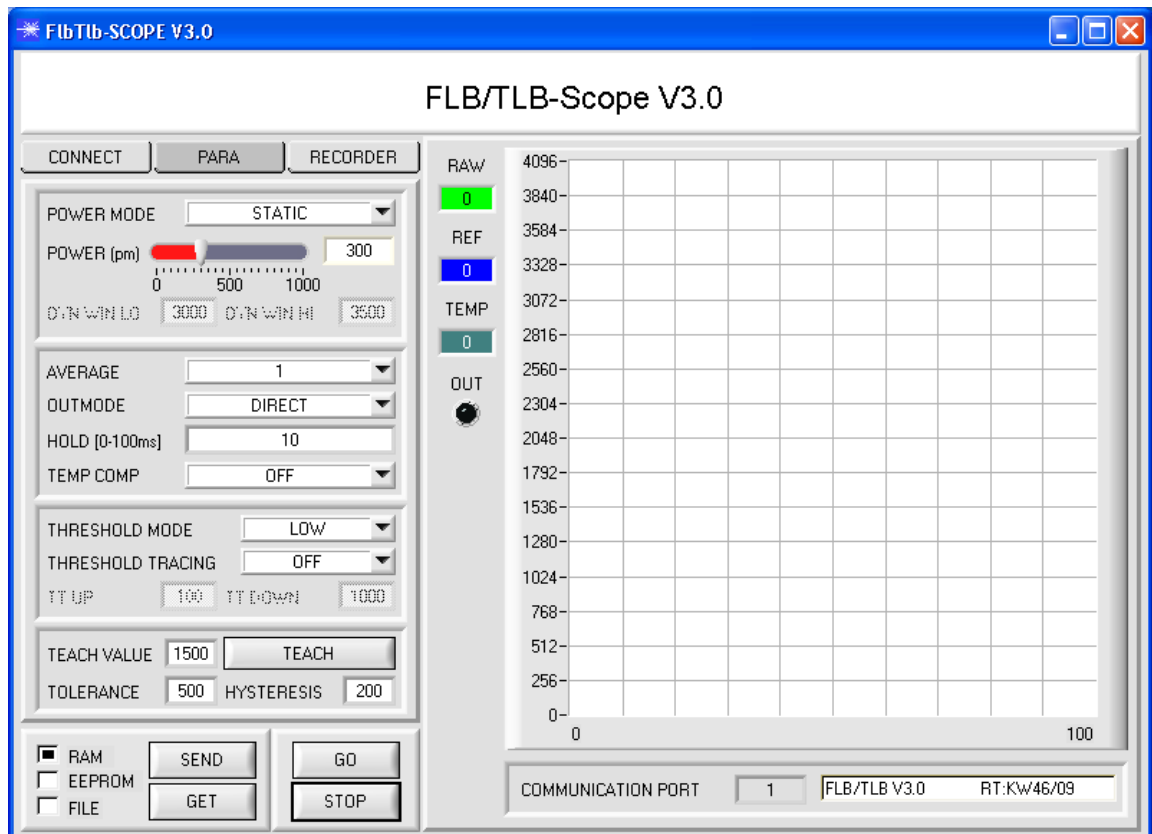 FlbTlb-SCOPE V3.0
FLB/TLB-Scope V3.0
CONNECT PARA RECORDER
POWER MODE STATIC
POWER (pm) 300
0 500 1000
DYN WIN LO 3000 DYN WIN HI 3500
AVERAGE 1
OUTMODE DIRECT
HOLD [0-100ms] 10
TEMP COMP OFF
THRESHOLD MODE LOW
THRESHOLD TRACING OFF
TT UP 100 TT DOWN 1000
TEACH VALUE 1500 TEACH
TOLERANCE 500 HYSTERESIS 200
RAM
EEPROM
FILE
SEND
GET
GO
STOP
RAW
0
REF
0
TEMP
0
OUT
4096
3840
3584
3328
3072
2816
2560
2304
2048
1792
1536
1280
1024
768
512
256
0
0 100
COMMUNICATION PORT 1 FLB/TLB V3.0 RT:KW46/09